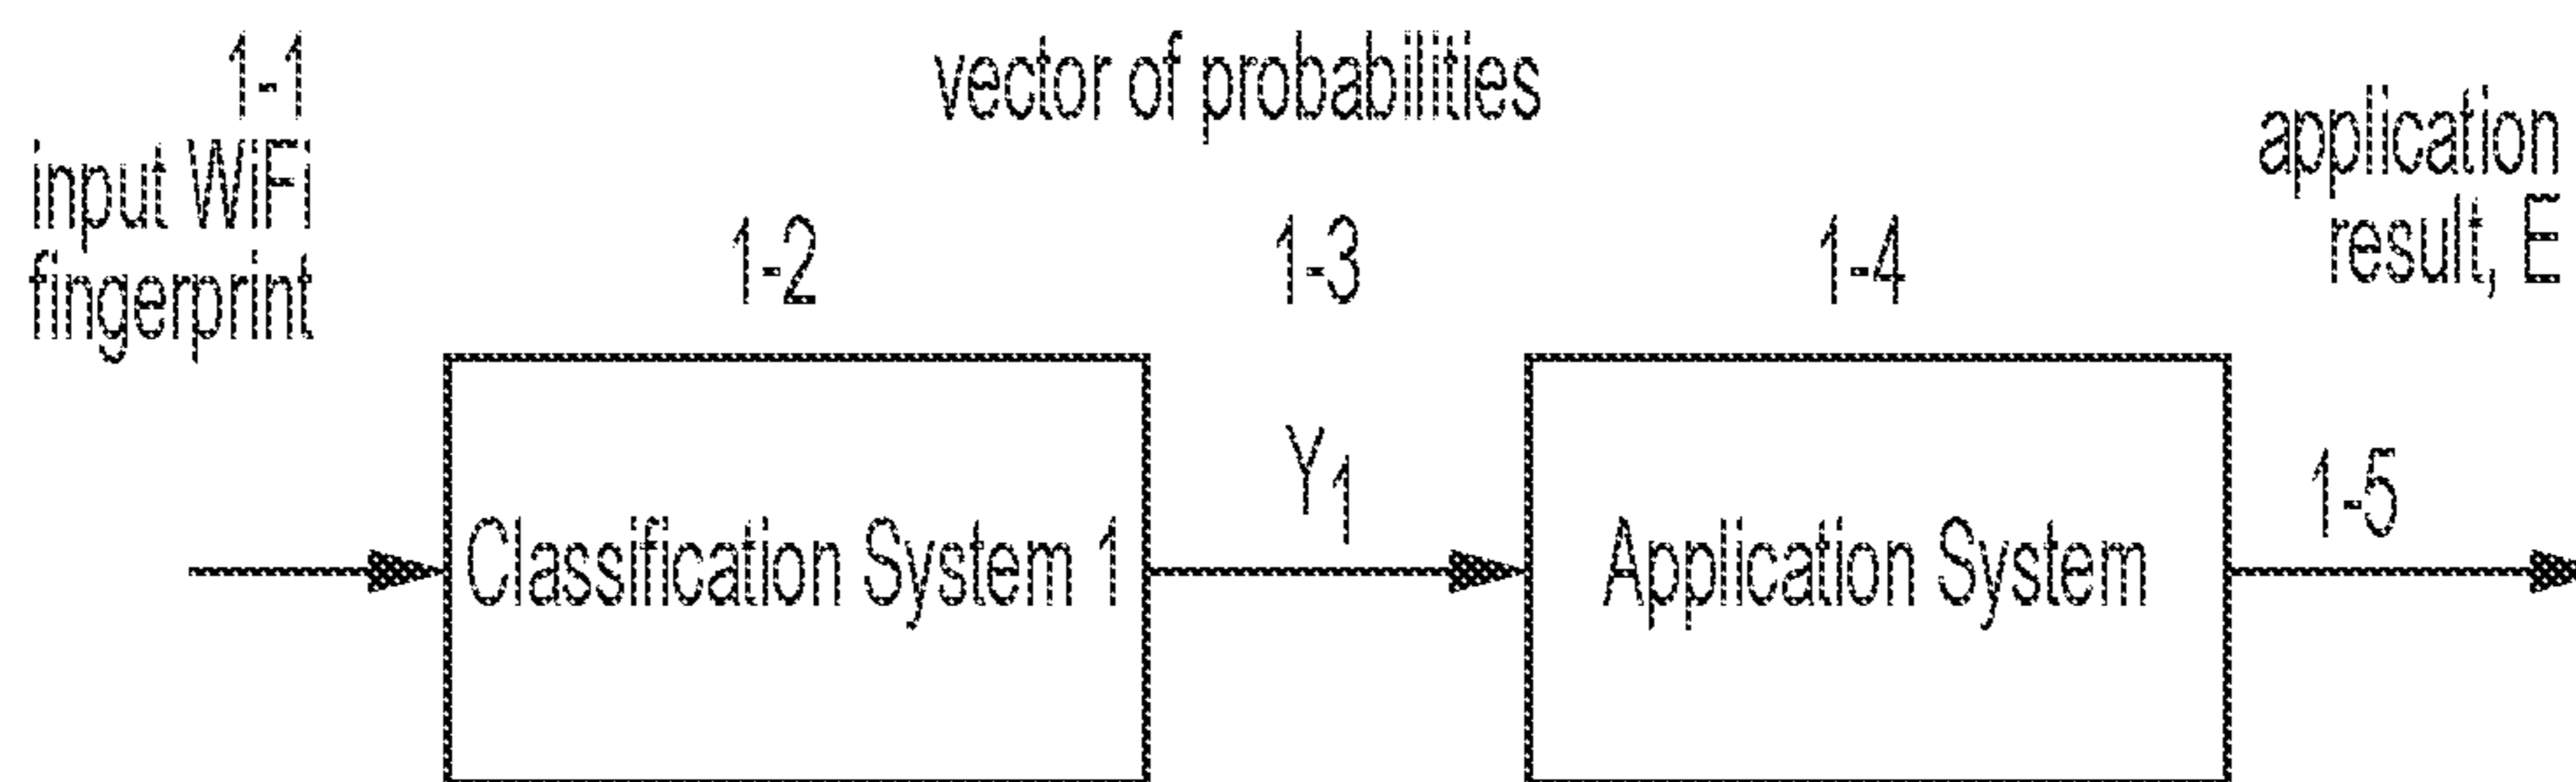 1-1
input WiFi
fingerprint
vector of probabilities
1-2
1-3
1-4
application
result, E
Classification System 1
Y1
Application System
1-5